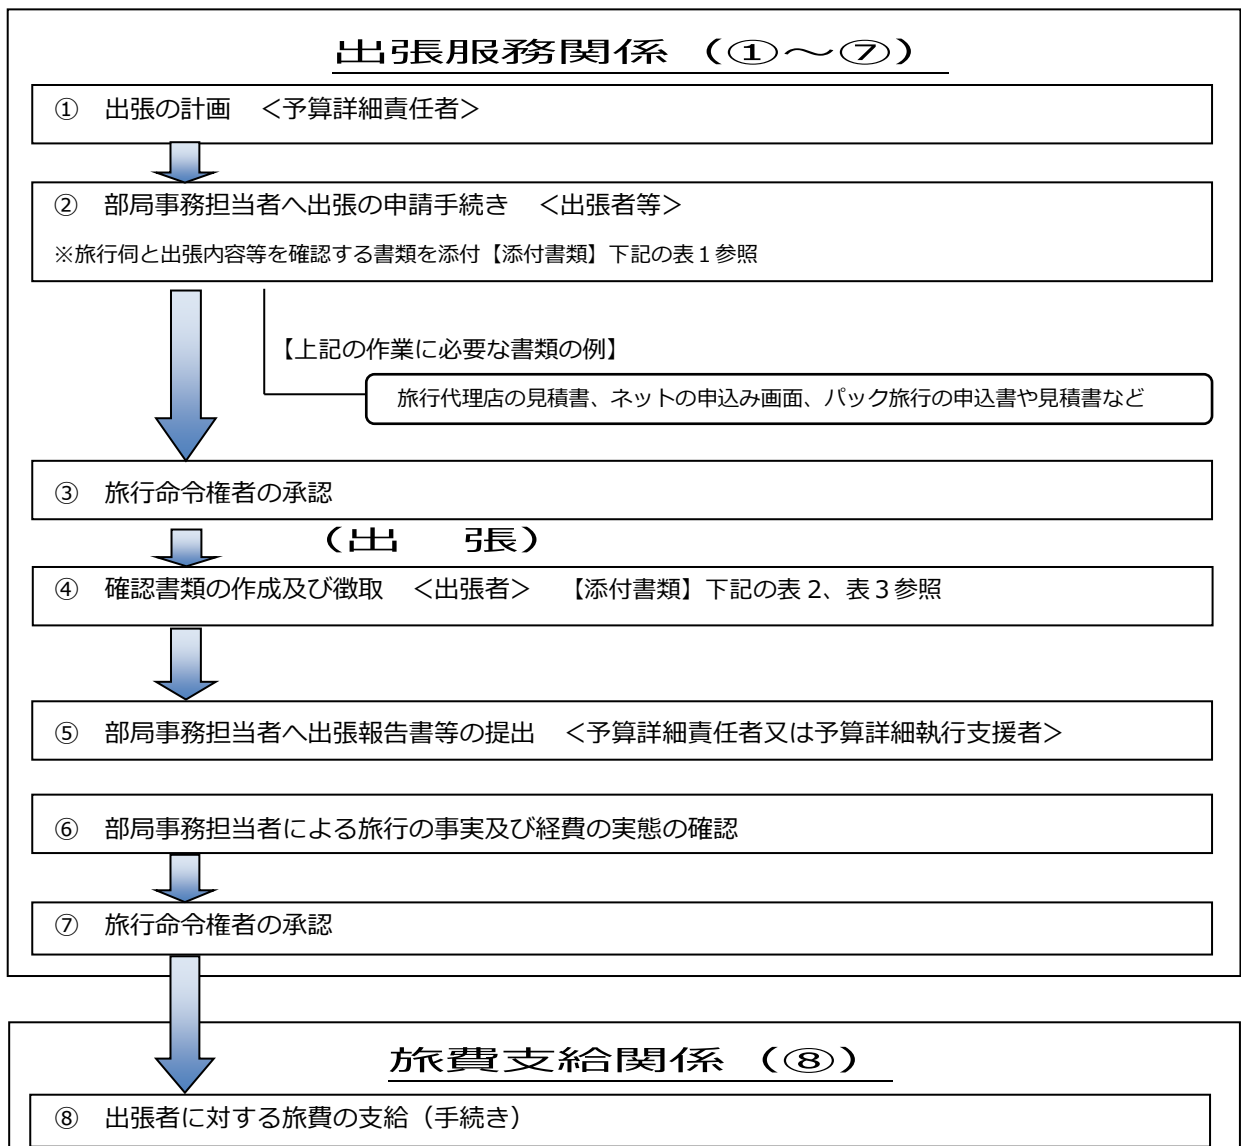 出張服務関係（①～⑦）
① 出張の計画 ＜予算詳細責任者＞
② 部局事務担当者へ出張の申請手続き ＜出張者等＞
※旅行伺と出張内容等を確認する書類を添付【添付書類】下記の表１参照
【上記の作業に必要な書類の例】
旅行代理店の見積書、ネットの申込み画面、パック旅行の申込書や見積書など
③ 旅行命令権者の承認
（出 張）
④ 確認書類の作成及び徴取 ＜出張者＞ 【添付書類】下記の表２、表３参照
⑤ 部局事務担当者へ出張報告書等の提出 ＜予算詳細責任者又は予算詳細執行支援者＞
⑥ 部局事務担当者による旅行の事実及び経費の実態の確認
⑦ 旅行命令権者の承認
旅費支給関係（⑧）
⑧ 出張者に対する旅費の支給（手続き）